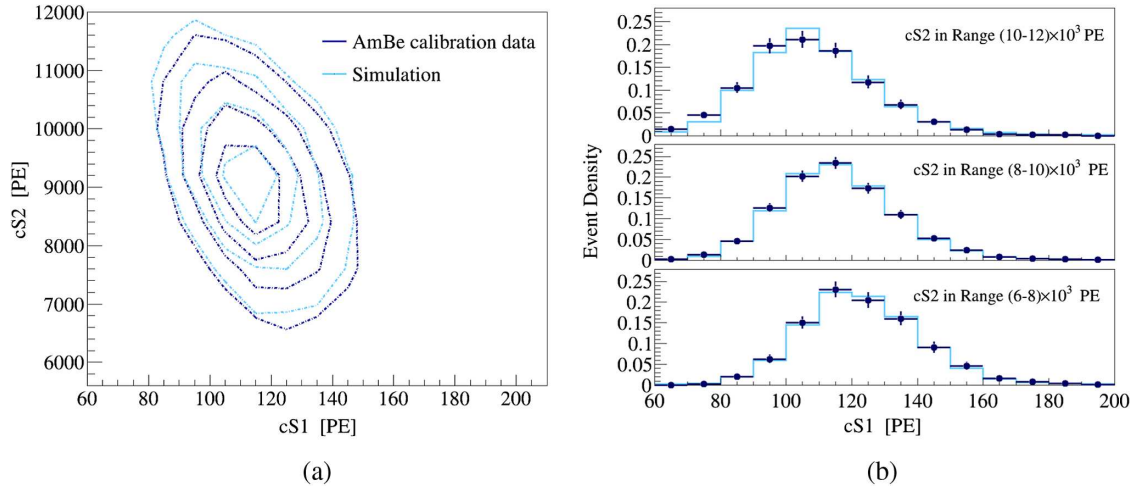 12000
11000
10000
9000
8000
7000
6000
cS2 [PE]
AmBe calibration data
Simulation
60 80 100 120 140 160 180 200
cS1 [PE]
(a)
Event Density
0.25
0.2
0.15
0.1
0.05
0
cS2 in Range (10-12)×10³ PE
0.25
0.2
0.15
0.1
0.05
0
cS2 in Range (8-10)×10³ PE
0.25
0.2
0.15
0.1
0.05
0
cS2 in Range (6-8)×10³ PE
60 80 100 120 140 160 180 200
cS1 [PE]
(b)